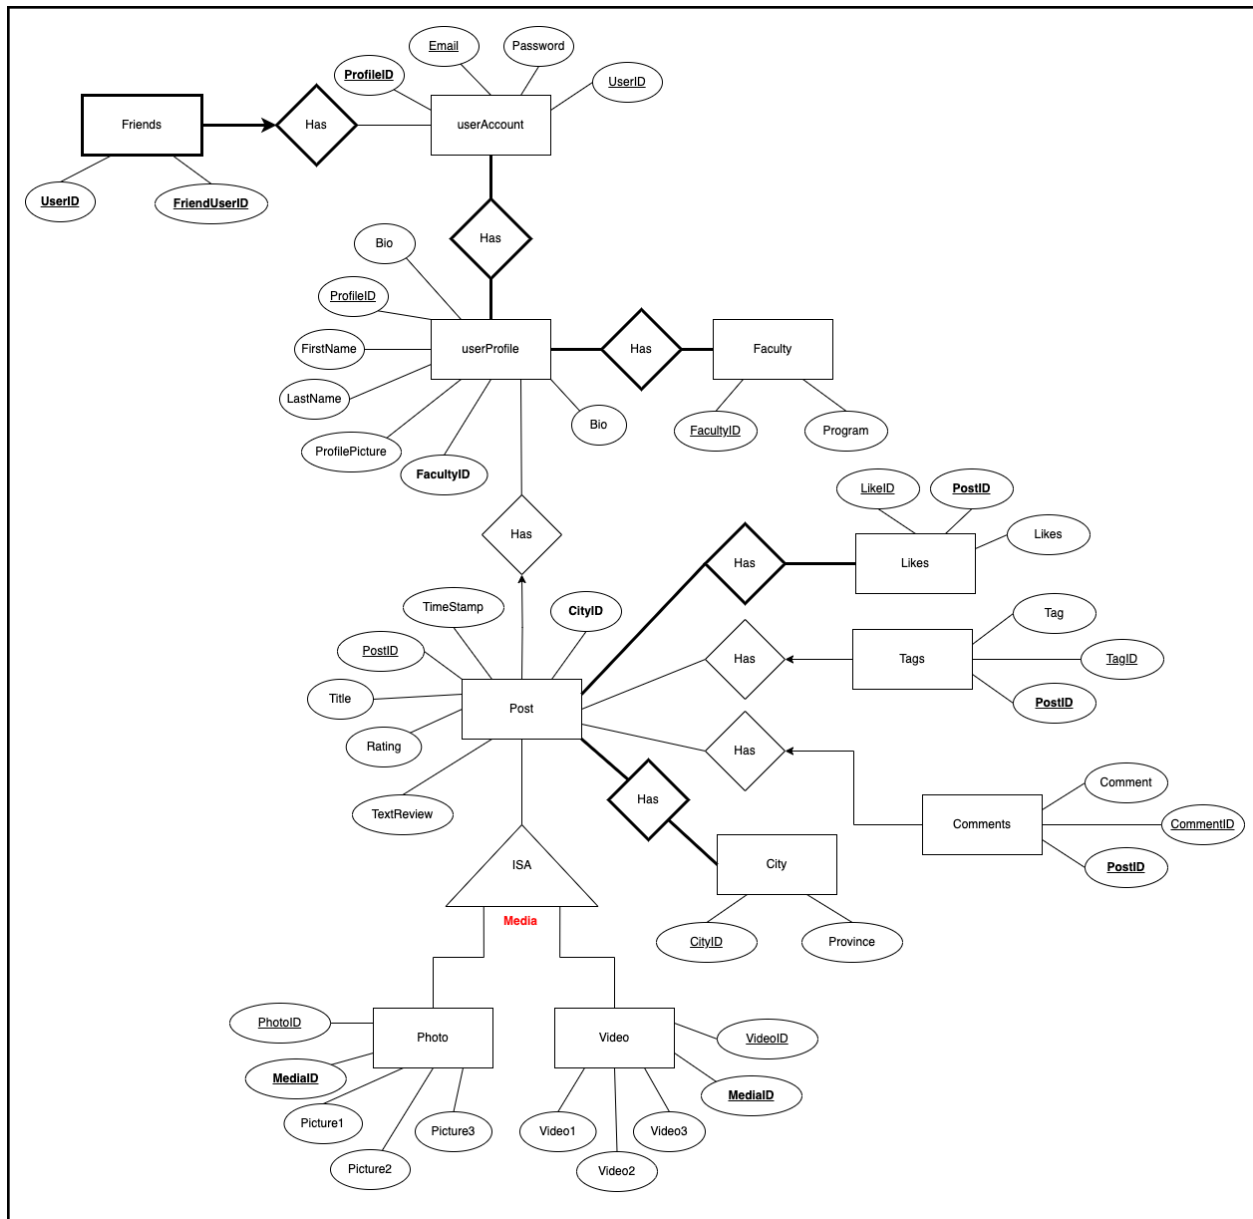 Email
Password
ProfileID
UserID
Friends
Has
userAccount
UserID
FriendUserID
Has
Bio
ProfileID
FirstName
userProfile
Has
Faculty
LastName
Bio
ProfilePicture
FacultyID
FacultyID
Program
LikeID
PostID
Likes
Has
Has
Likes
TimeStamp
CityID
Tag
PostID
Has
Tags
TagID
Title
Post
PostID
Rating
Has
Comment
TextReview
Has
Comments
CommentID
ISA
City
PostID
Media
CityID
Province
PhotoID
Photo
Video
VideoID
MediaID
MediaID
Picture1
Picture3
Video1
Video3
Picture2
Video2